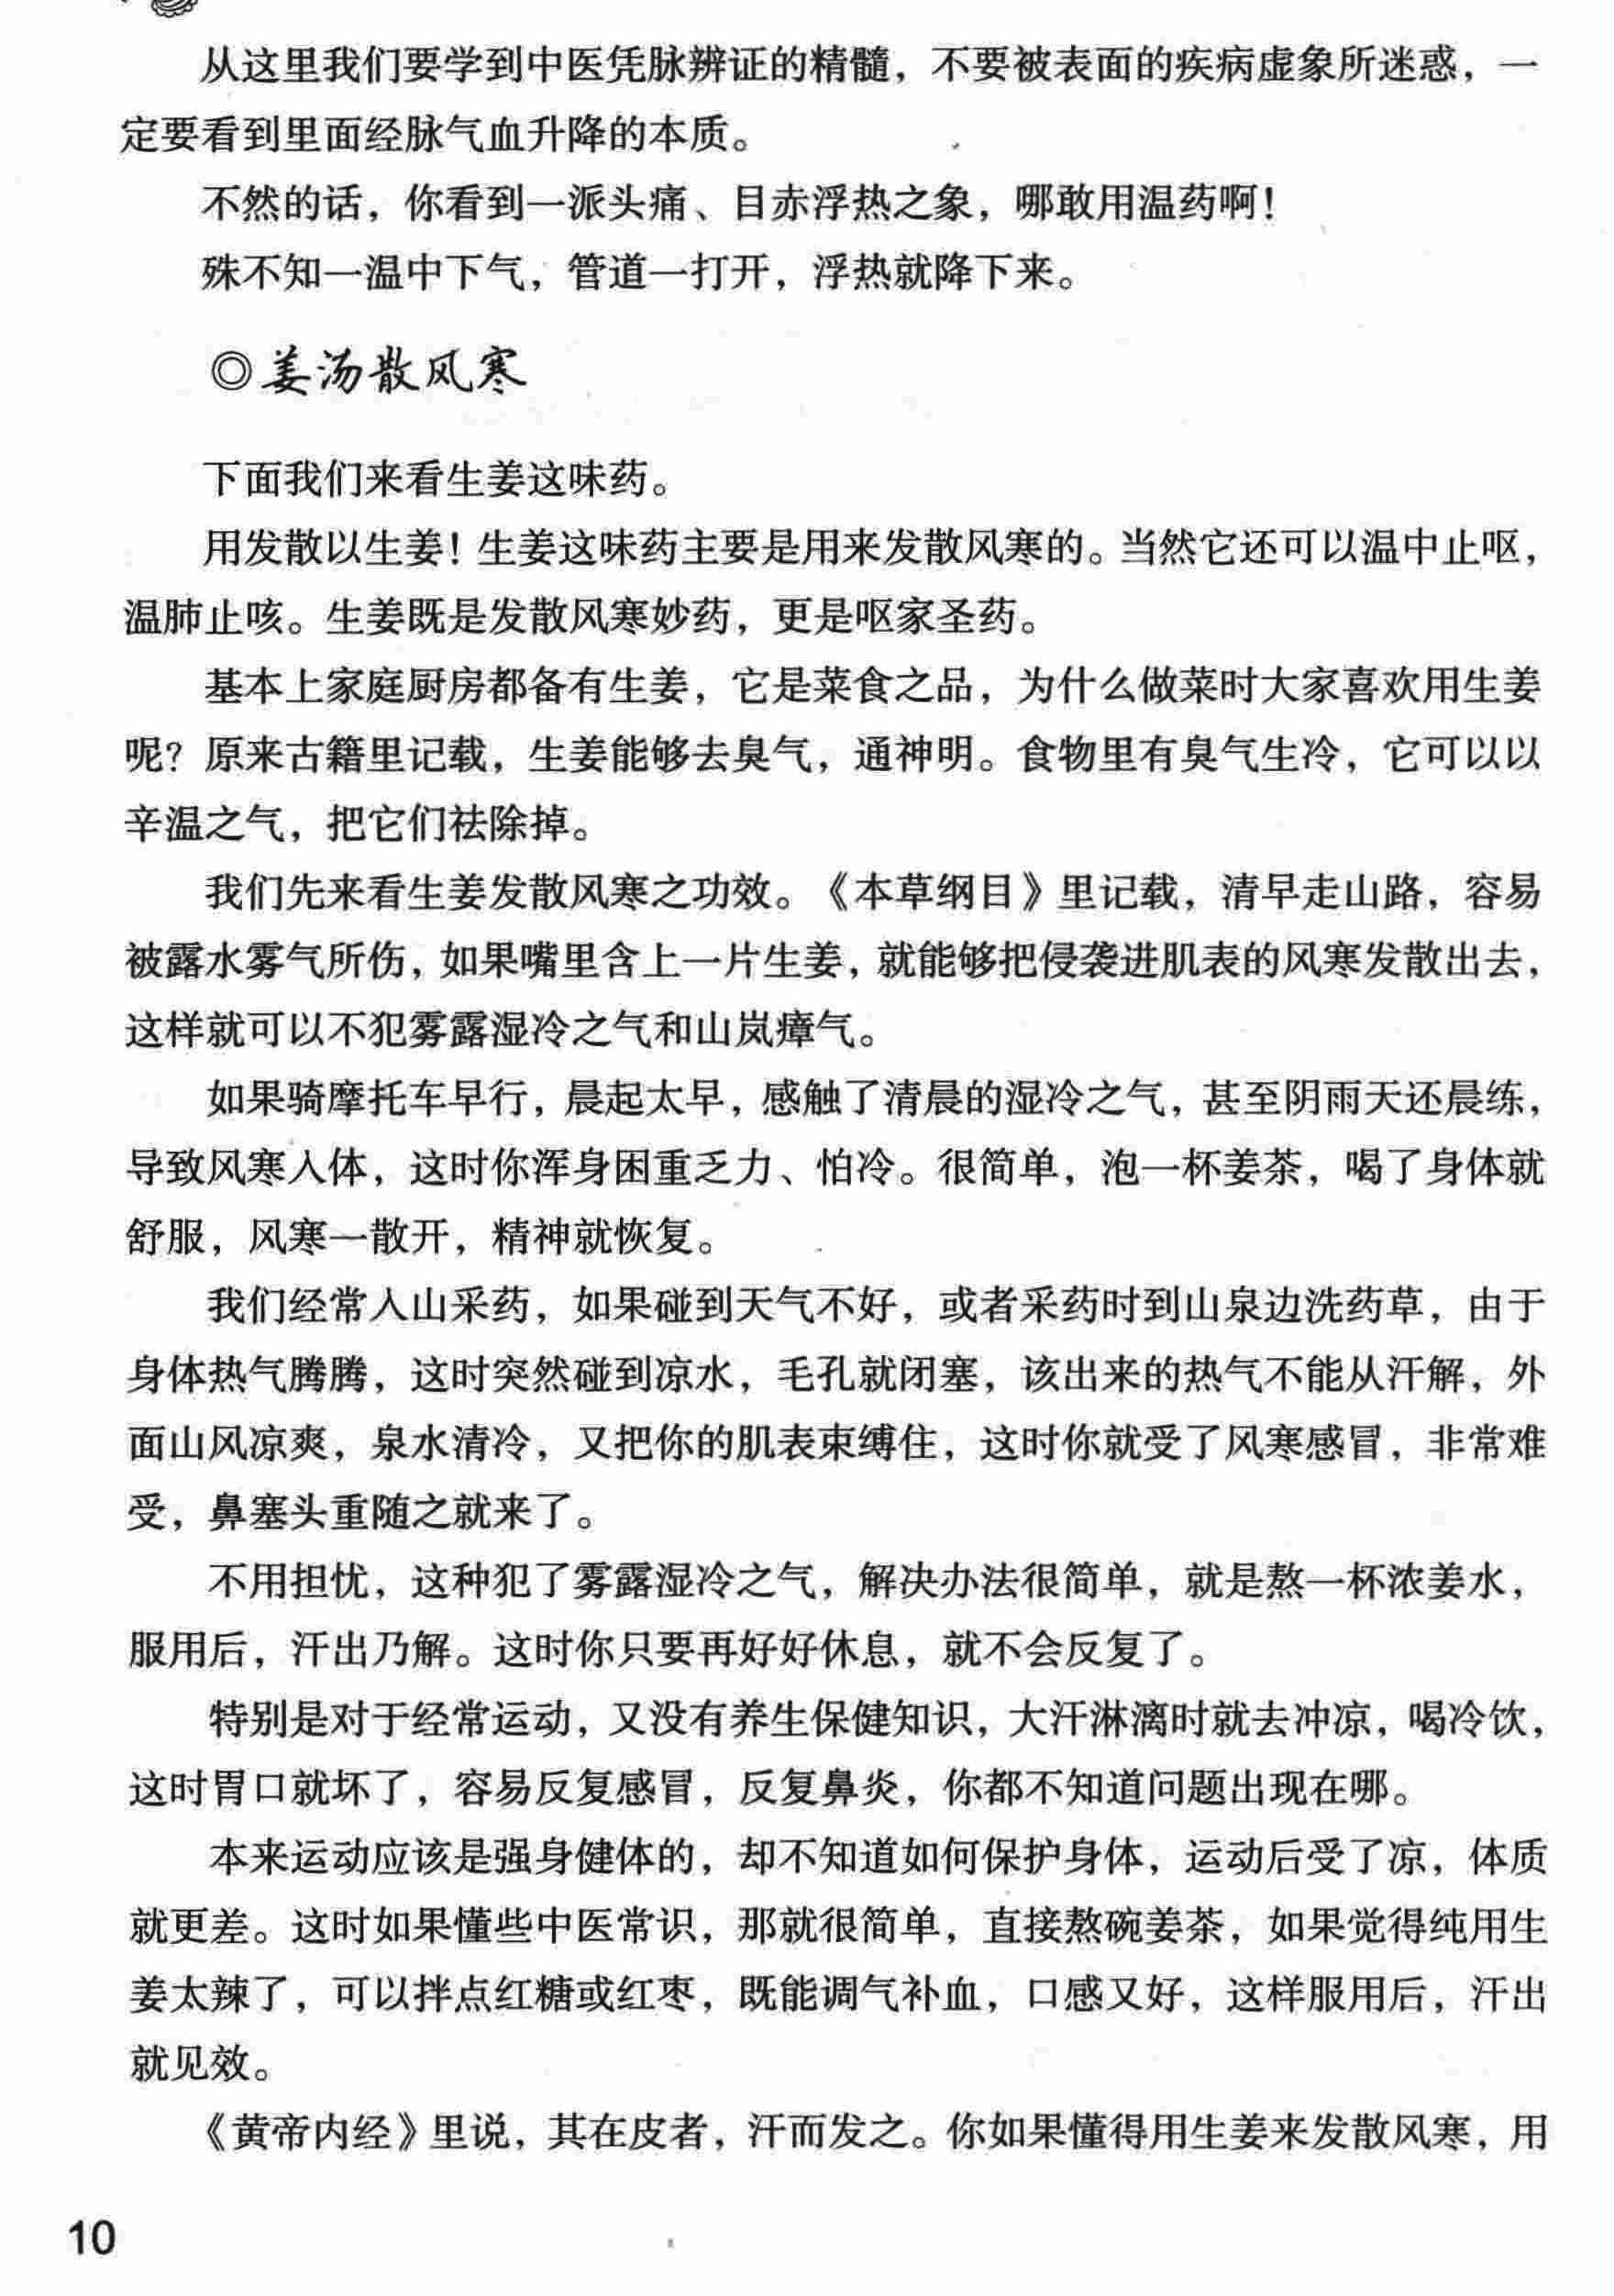 从这里我们要学到中医凭脉辨证的精髓，不要被表面的疾病虚象所迷惑，一
定要看到里面经脉气血升降的本质。
不然的话，你看到一派头痛、目赤浮热之象，哪敢用温药啊！
殊不知一温中下气，管道一打开，浮热就降下来。
◎姜汤散风寒
下面我们来看生姜这味药。
用发散以生姜！生姜这味药主要是用来发散风寒的。当然它还可以温中止呕，
温肺止咳。生姜既是发散风寒妙药，更是呕家圣药。
基本上家庭厨房都备有生姜，它是菜食之品，为什么做菜时大家喜欢用生姜
呢？原来古籍里记载，生姜能够去臭气，通神明。食物里有臭气生冷，它可以以
辛温之气，把它们祛除掉。
我们先来看生姜发散风寒之功效。《本草纲目》里记载，清早走山路，容易
被露水雾气所伤，如果嘴里含上一片生姜，就能够把侵袭进肌表的风寒发散出去，
这样就可以不犯雾露湿冷之气和山岚瘴气。
如果骑摩托车早行，晨起太早，感触了清晨的湿冷之气，甚至阴雨天还晨练，
导致风寒入体，这时你浑身困重乏力、怕冷。很简单，泡一杯姜茶，喝了身体就
舒服，风寒一散开，精神就恢复。
我们经常入山采药，如果碰到天气不好，或者采药时到山泉边洗药草，由于
身体热气腾腾，这时突然碰到凉水，毛孔就闭塞，该出来的热气不能从汗解，外
面山风凉爽，泉水清冷，又把你的肌表束缚住，这时你就受了风寒感冒，非常难
受，鼻塞头重随之就来了。
不用担忧，这种犯了雾露湿冷之气，解决办法很简单，就是熬一杯浓姜水，
服用后，汗出乃解。这时你只要再好好休息，就不会反复了。
特别是对于经常运动，又没有养生保健知识，大汗淋漓时就去冲凉，喝冷饮，
这时胃口就坏了，容易反复感冒，反复鼻炎，你都不知道问题出现在哪。
本来运动应该是强身健体的，却不知道如何保护身体，运动后受了凉，体质
就更差。这时如果懂些中医常识，那就很简单，直接熬碗姜茶，如果觉得纯用生
姜太辣了，可以拌点红糖或红枣，既能调气补血，口感又好，这样服用后，汗出
就见效。
《黄帝内经》里说，其在皮者，汗而发之。你如果懂得用生姜来发散风寒，用
10